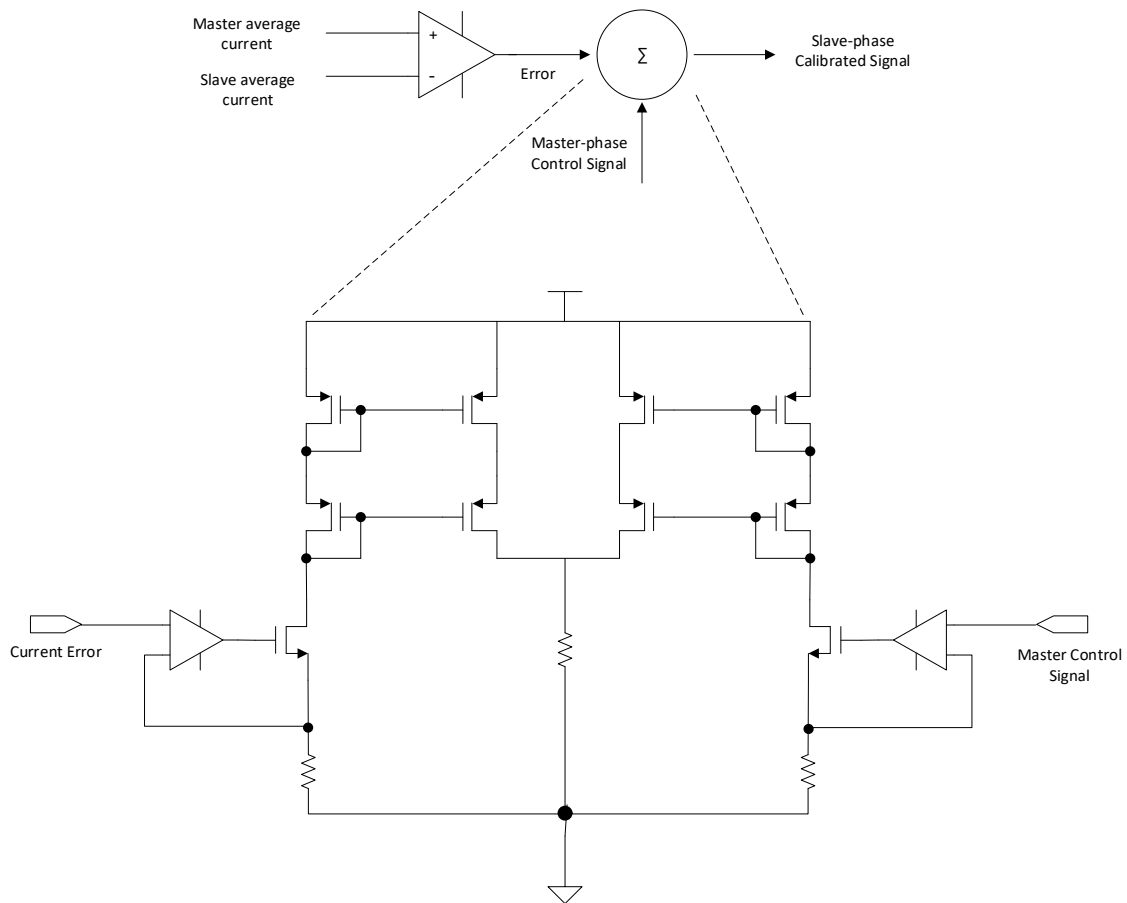 Master average
current
+
Slave average
current
-
Error
Σ
Slave-phase
Calibrated Signal
Master-phase
Control Signal
Current Error
Master Control
Signal